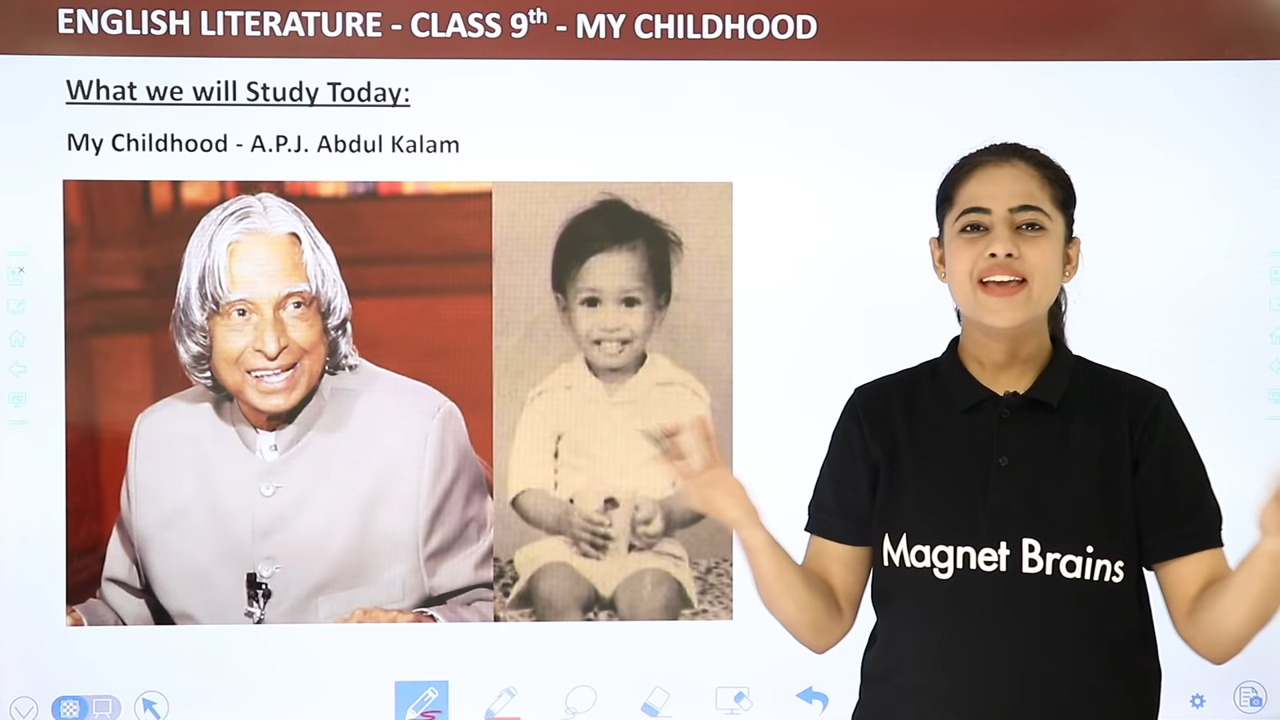 ENGLISH LITERATURE - CLASS 9th - MY CHILDHOOD
What we will Study Today:
My Childhood - A.P.J. Abdul Kalam
Magnet Brains